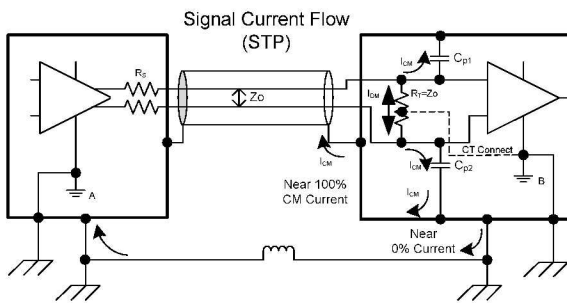 Signal Current Flow
(STP)
RS
Zo
ICM
Cp1
IDM
RT=Zo
CT Connect
ICM
ICM
Cp2
Near 100%
CM Current
ICM
A
B
Near
0% Current